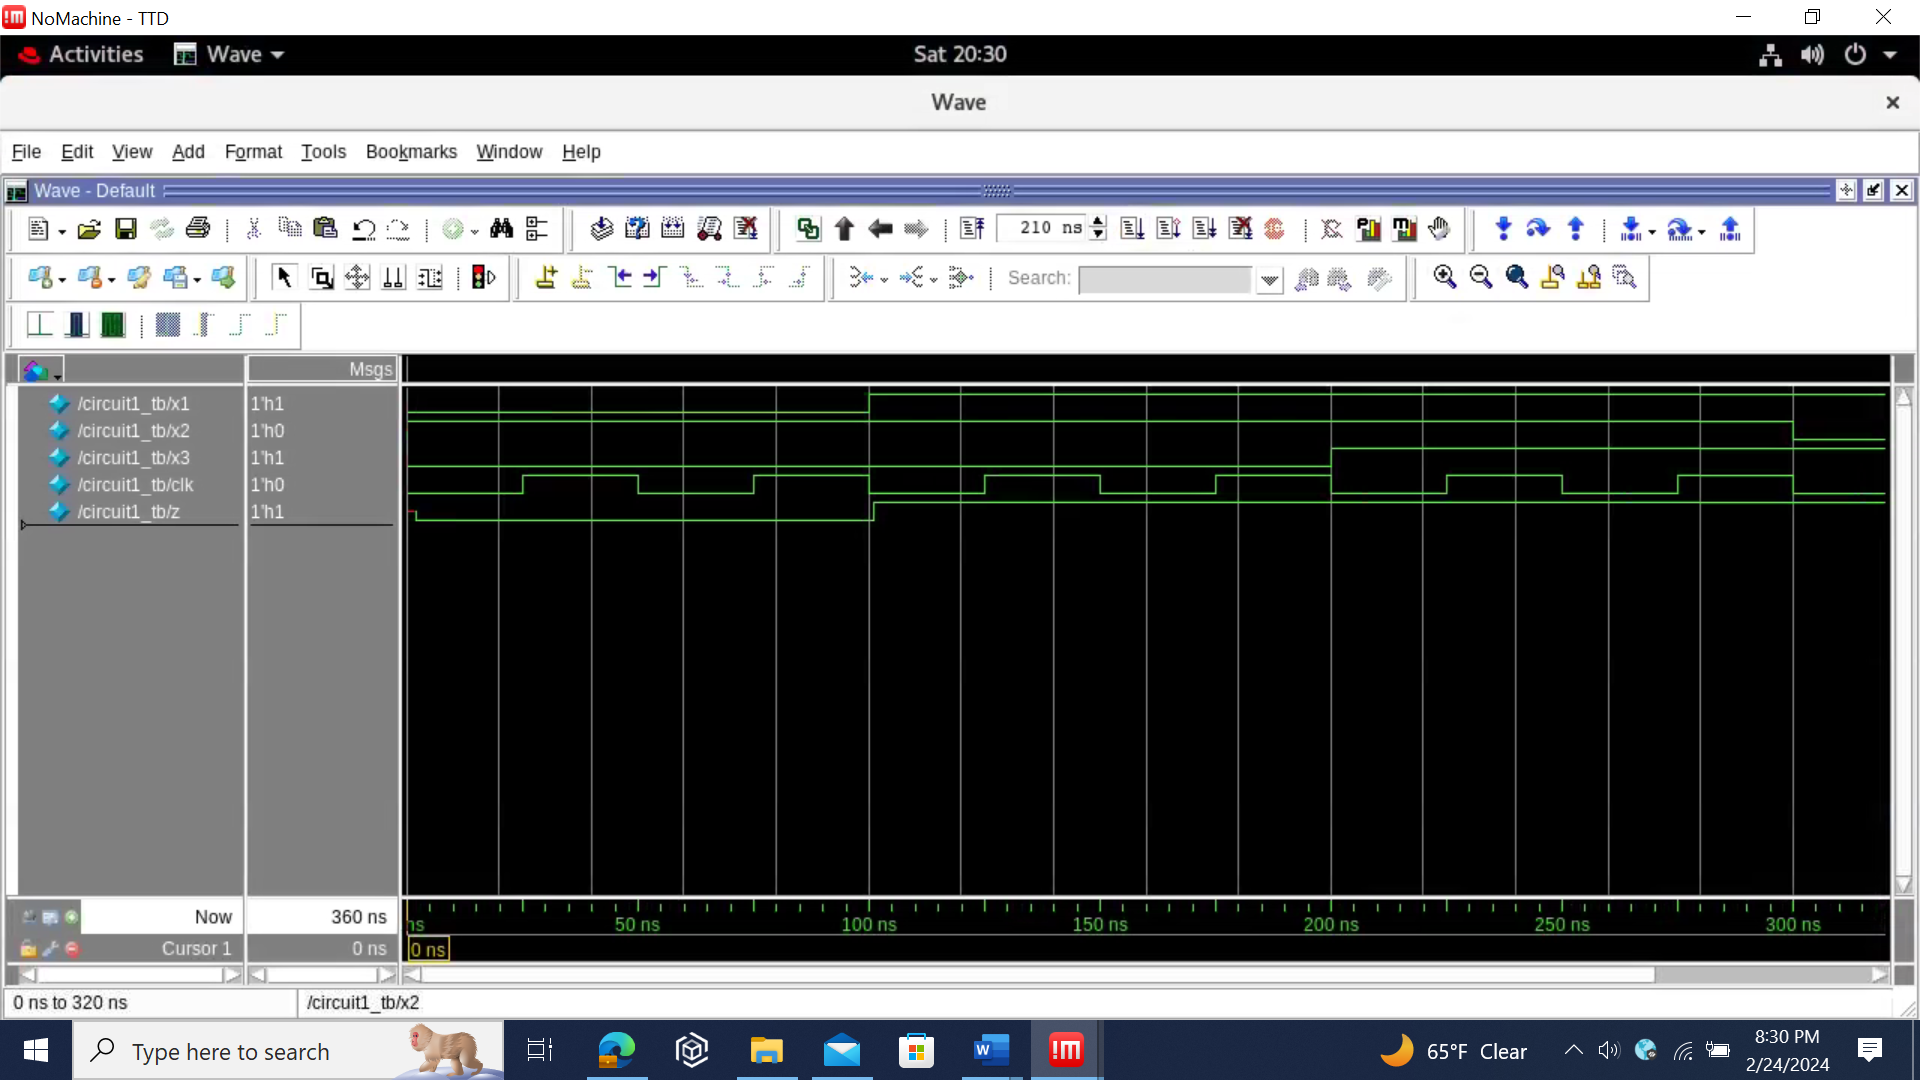 NoMachine - TTD
Activities Wave Sat 20:30
Wave
File Edit View Add Format Tools Bookmarks Window Help
Wave - Default
210 ns
Search:
Msgs
/circuit1_tb/x1 1'h1
/circuit1_tb/x2 1'h0
/circuit1_tb/x3 1'h1
/circuit1_tb/clk 1'h0
/circuit1_tb/z 1'h1
Now 360 ns ns 50 ns 100 ns 150 ns 200 ns 250 ns 300 ns
Cursor 1 0 ns 0 ns
0 ns to 320 ns /circuit1_tb/x2
Type here to search 65°F Clear 8:30 PM
2/24/2024